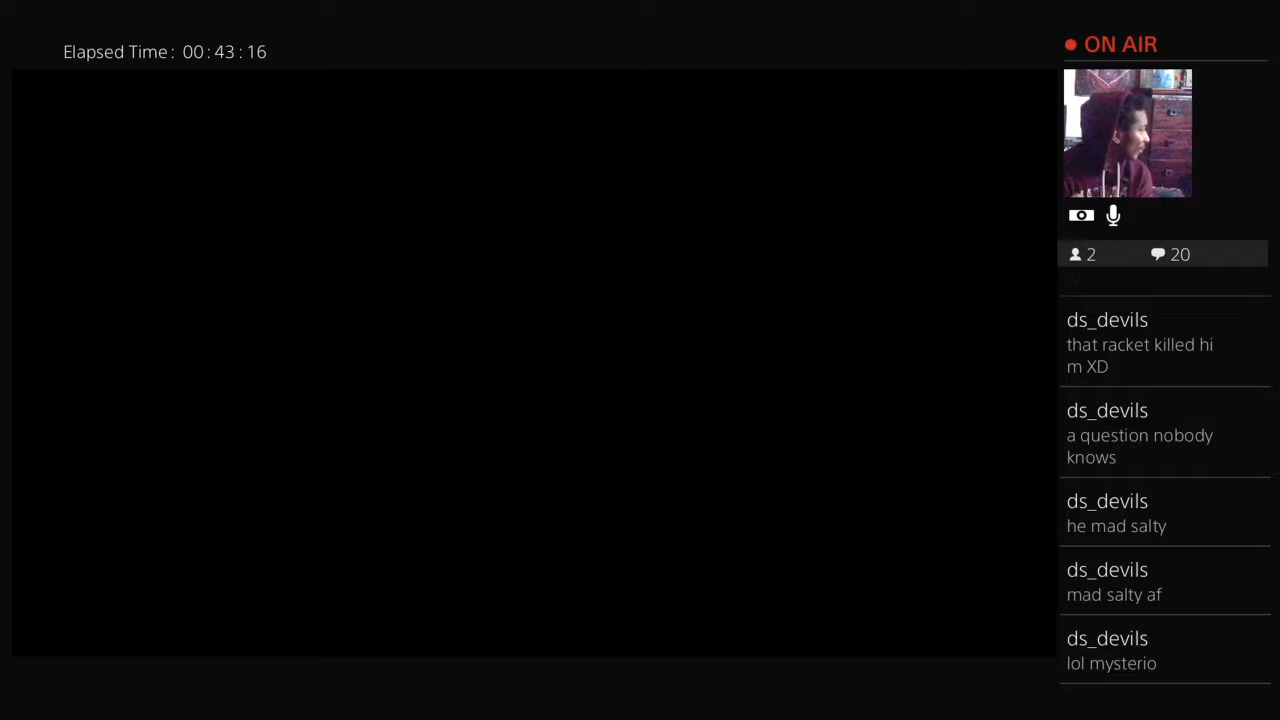 Elapsed Time: 00:43:16
ON AIR
2 20
ds_devils
that racket killed hi
m XD
ds_devils
a question nobody
knows
ds_devils
he mad salty
ds_devils
mad salty af
ds_devils
lol mysterio